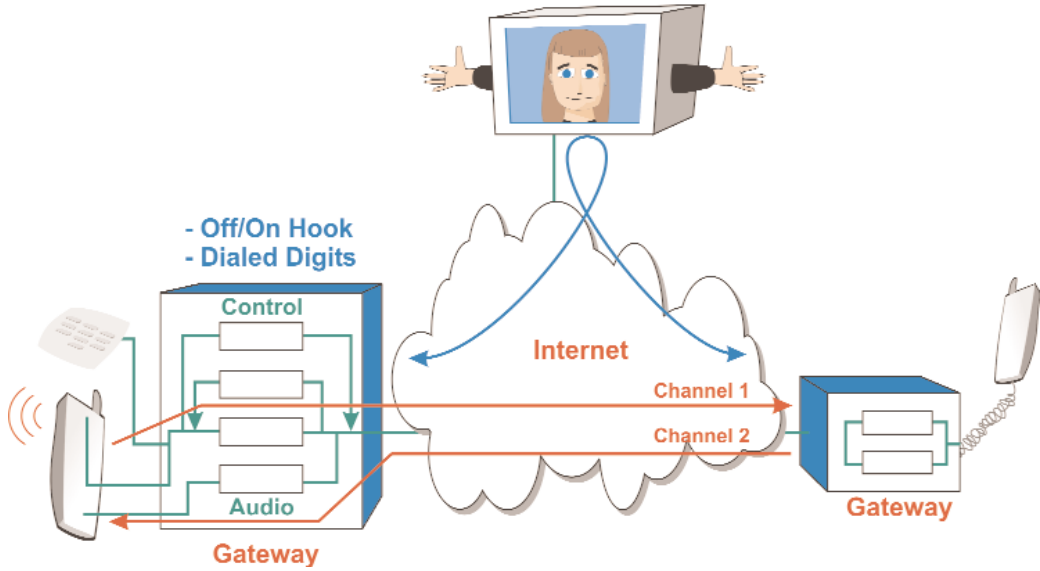 - Off/On Hook
- Dialed Digits
Control
Internet
Channel 1
Channel 2
Audio
Gateway
Gateway